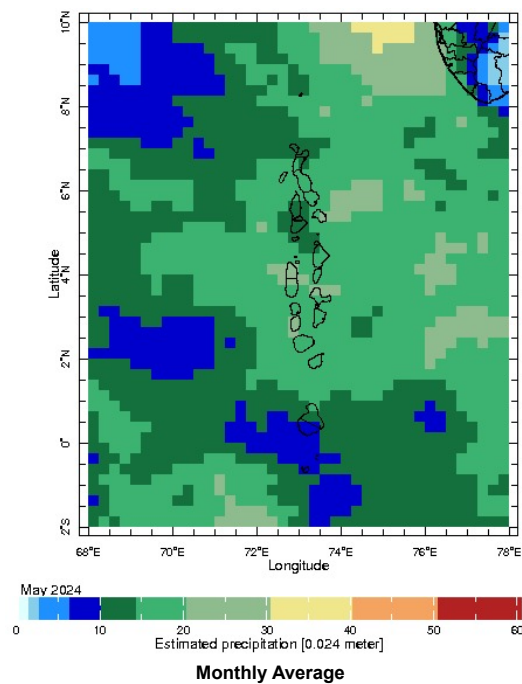 10°N
8°N
6°N
4°N
2°N
0°
2°S
Latitude
68°E 70°E 72°E 74°E 76°E 78°E
Longitude
May 2024
0 10 20 30 40 50 60
Estimated precipitation [0.024 meter]
Monthly Average